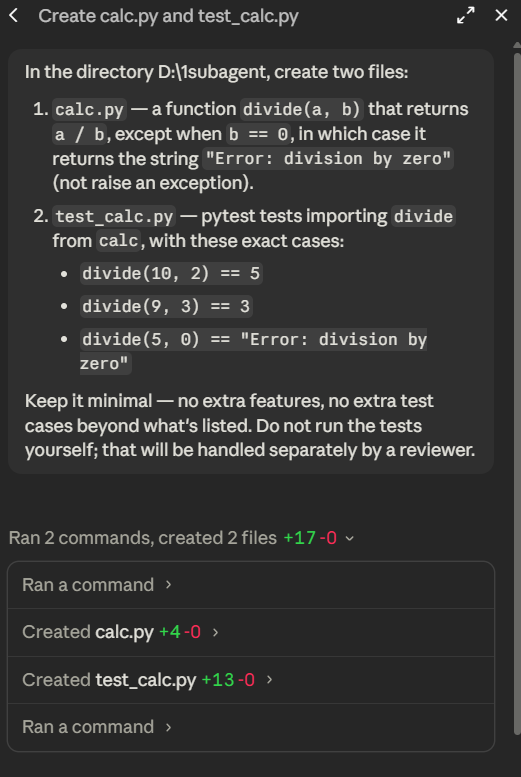 Create calc.py and test_calc.py
In the directory D:\1subagent, create two files:
1. calc.py — a function divide(a, b) that returns
a / b, except when b == 0, in which case it
returns the string "Error: division by zero"
(not raise an exception).
2. test_calc.py — pytest tests importing divide
from calc, with these exact cases:
• divide(10, 2) == 5
• divide(9, 3) == 3
• divide(5, 0) == "Error: division by
zero"
Keep it minimal — no extra features, no extra test
cases beyond what's listed. Do not run the tests
yourself; that will be handled separately by a reviewer.
Ran 2 commands, created 2 files +17 -0
Ran a command
Created calc.py +4 -0
Created test_calc.py +13 -0
Ran a command